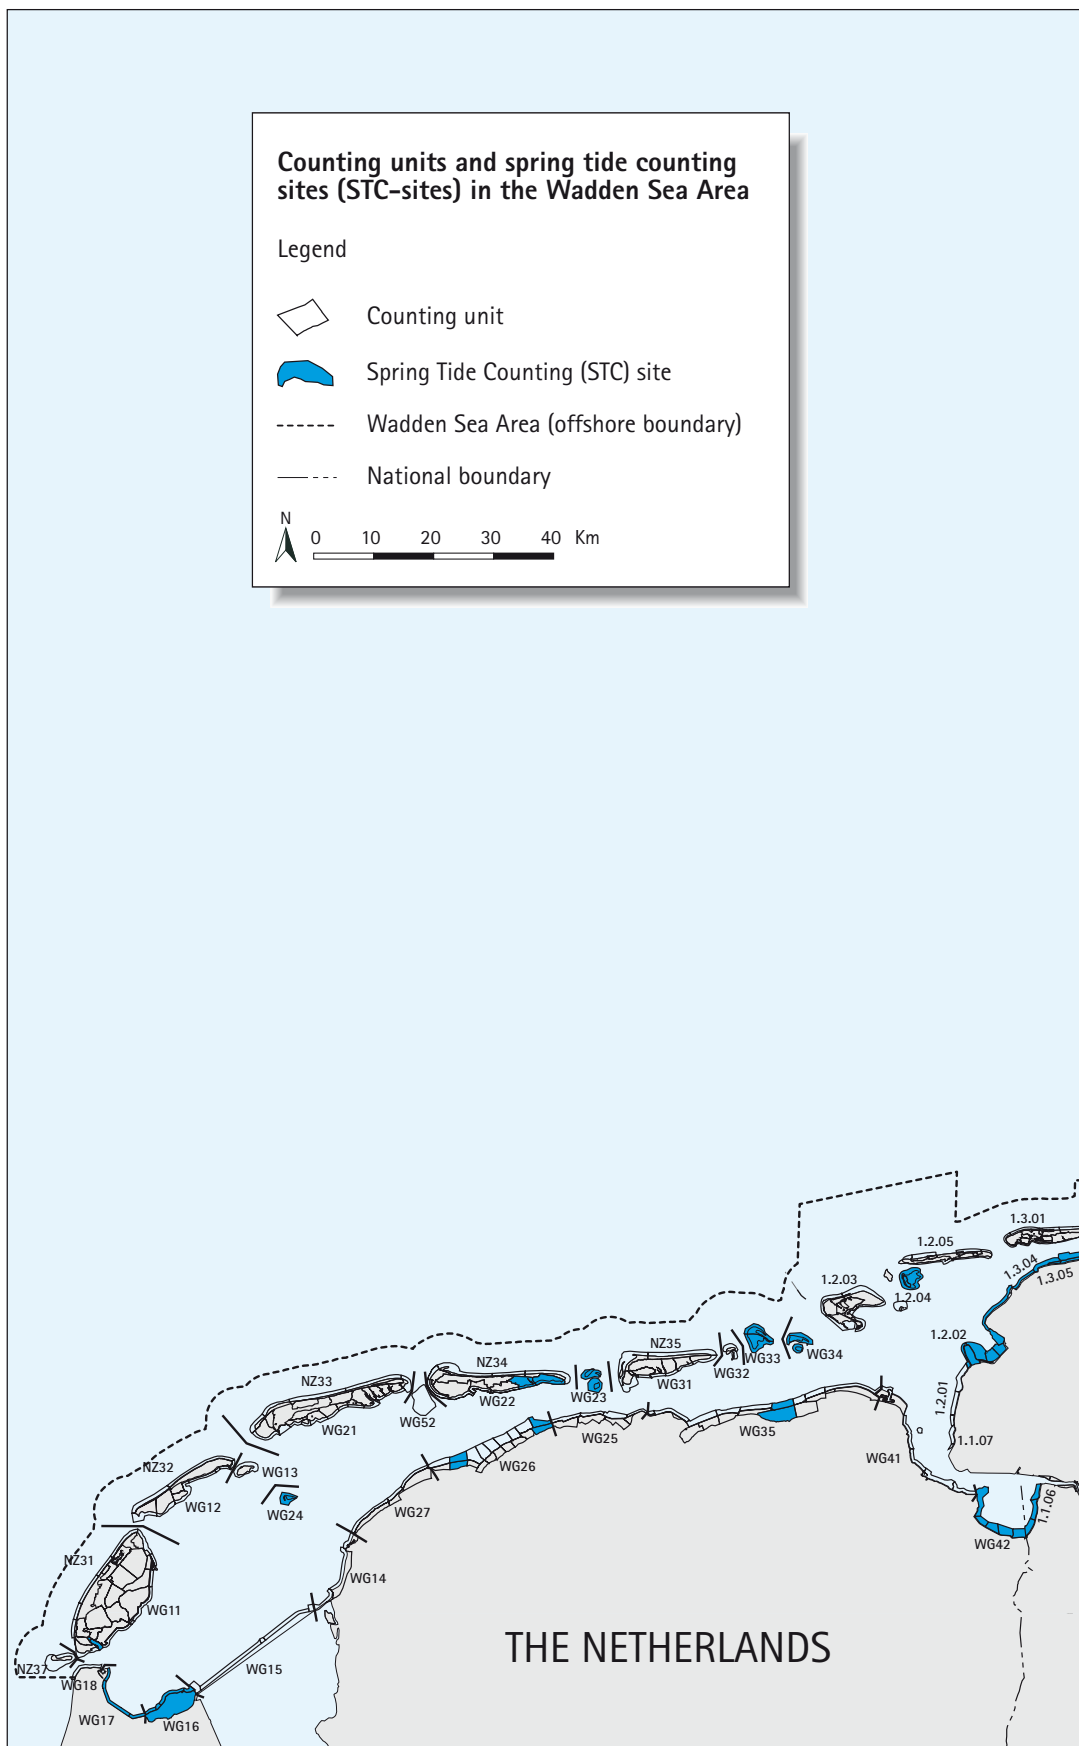 Counting units and spring tide counting
sites (STC-sites) in the Wadden Sea Area
Legend
Counting unit
Spring Tide Counting (STC) site
Wadden Sea Area (offshore boundary)
National boundary
N
0 10 20 30 40 Km
1.3.01
1.2.05
1.3.04
1.3.05
1.2.03
1.2.04
1.2.02
NZ35
WG33
WG34
WG32
NZ34
WG31
NZ33
WG22
WG23
1.2.01
WG52
WG21
WG35
WG25
1.1.07
WG41
NZ32
WG13
WG26
WG12
WG24
WG27
1.1.06
WG42
NZ31
WG14
WG11
THE NETHERLANDS
NZ37
WG15
WG18
WG17
WG16